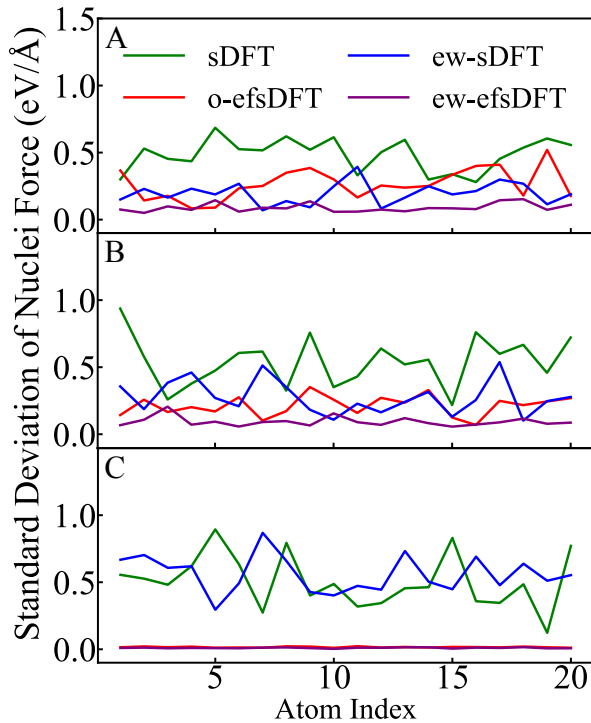 Standard Deviation of Nuclei Force (eV/Å)
1.5
A
sDFT
ew-sDFT
1.0
o-efsDFT
ew-efsDFT
0.5
0.0
B
1.0
0.5
0.0
C
1.0
0.5
0.0
5 10 15 20
Atom Index